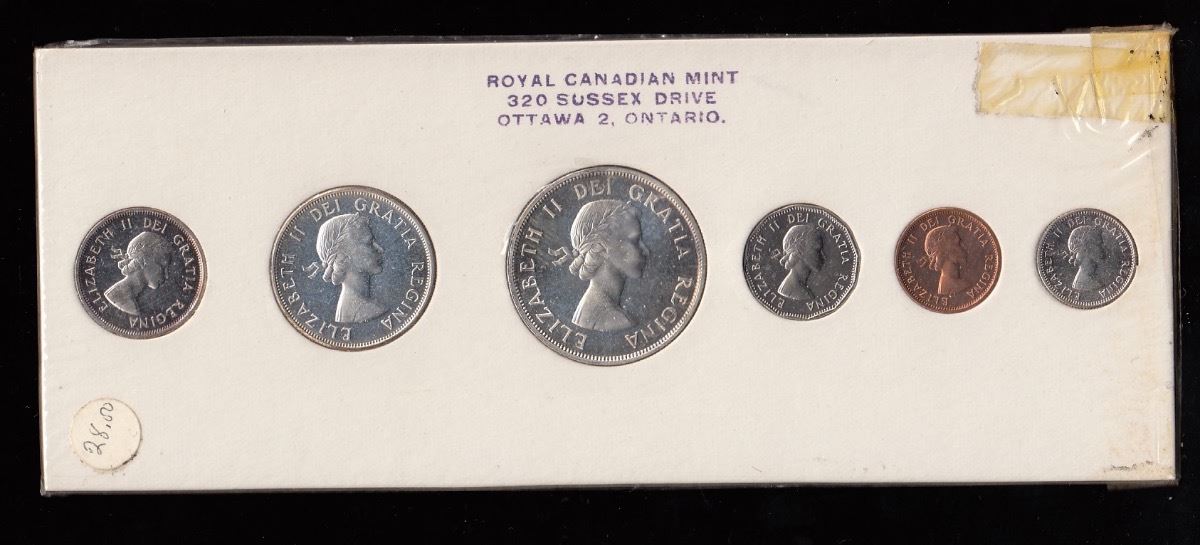 ROYAL CANADIAN MINT
320 SUSSEX DRIVE
OTTAWA 2, ONTARIO.
ELIZABETH II DEI GRATIA REGINA
ELIZABETH II DEI GRATIA REGINA
ELIZABETH II DEI GRATIA REGINA
ELIZABETH II DEI GRATIA REGINA
ELIZABETH II DEI GRATIA REGINA
ELIZABETH II DEI GRATIA REGINA
28,00